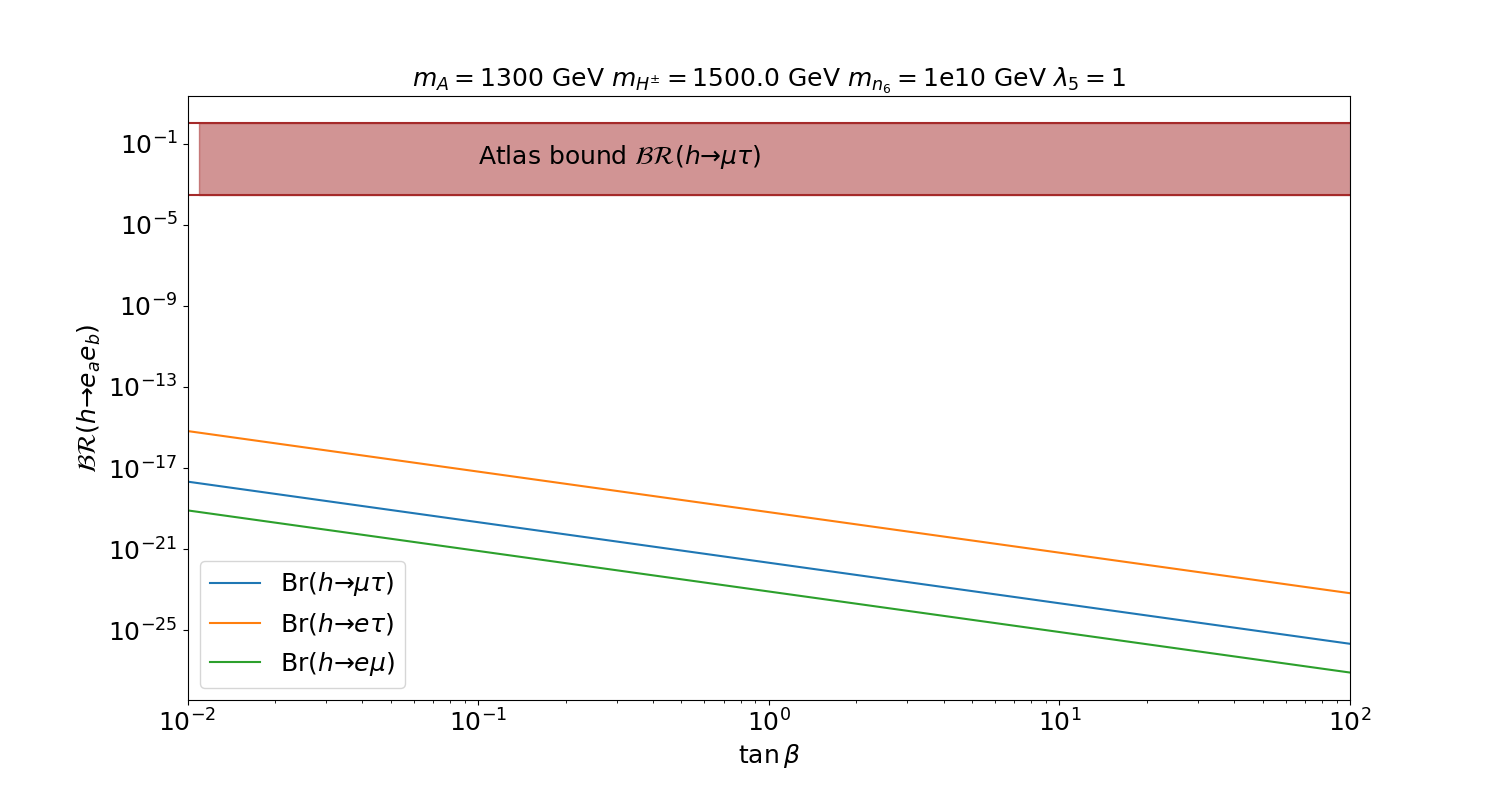 m_A = 1300 GeV m_{H^±} = 1500.0 GeV m_{n_6} = 1e10 GeV λ_5 = 1
10^{-1}
Atlas bound ℬℛ(h→μτ)
10^{-5}
10^{-9}
10^{-13}
10^{-17}
10^{-21}
10^{-25}
ℬℛ(h→e_a e_b)
Br(h→μτ)
Br(h→eτ)
Br(h→eμ)
10^{-2} 10^{-1} 10^0 10^1 10^2
tan β